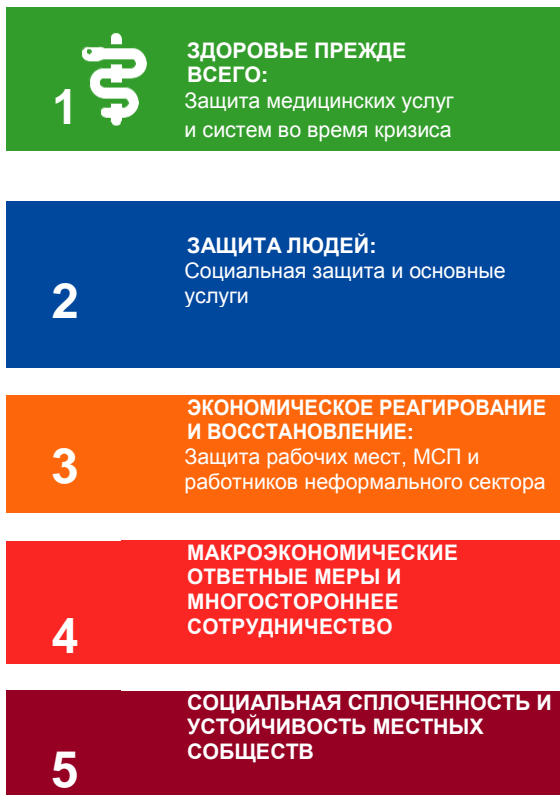 1
ЗДОРОВЬЕ ПРЕЖДЕ
ВСЕГО:
Защита медицинских услуг
и систем во время кризиса
2
ЗАЩИТА ЛЮДЕЙ:
Социальная защита и основные
услуги
3
ЭКОНОМИЧЕСКОЕ РЕАГИРОВАНИЕ
И ВОССТАНОВЛЕНИЕ:
Защита рабочих мест, МСП и
работников неформального сектора
4
МАКРОЭКОНОМИЧЕСКИЕ
ОТВЕТНЫЕ МЕРЫ И
МНОГОСТОРОННЕЕ
СОТРУДНИЧЕСТВО
5
СОЦИАЛЬНАЯ СПЛОЧЕННОСТЬ И
УСТОЙЧИВОСТЬ МЕСТНЫХ
СОБЩЕСТВ